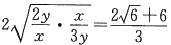 2√(2y/x · x/3y) = (2√6 + 6)/3